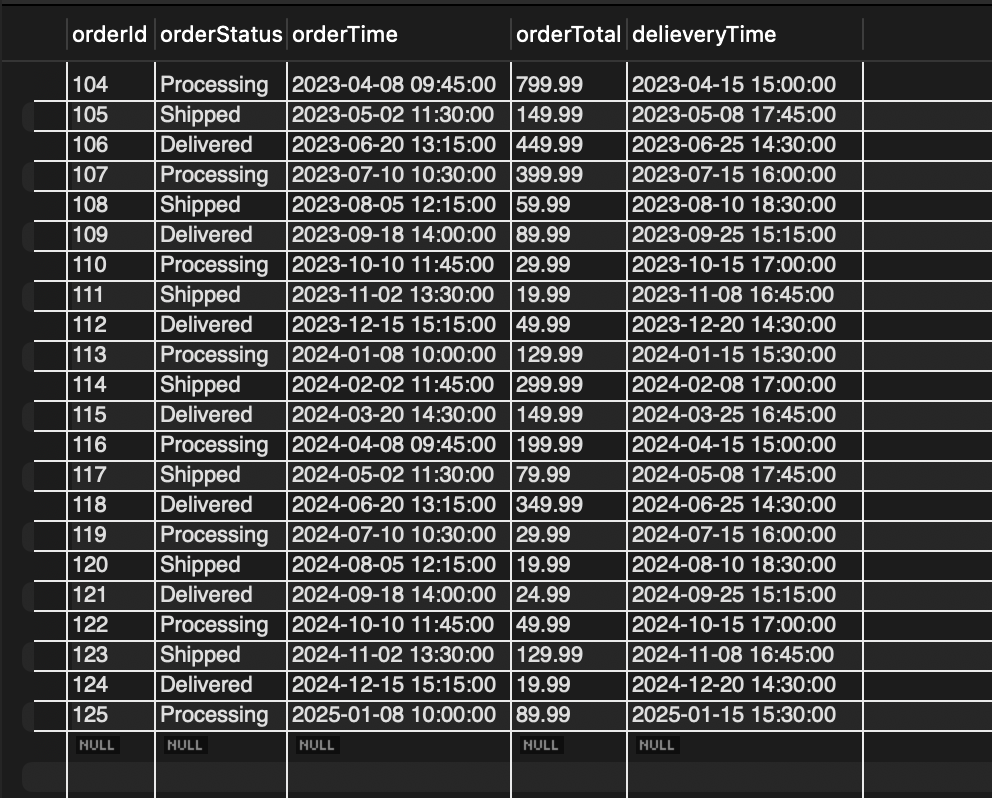 orderId orderStatus orderTime orderTotal delieveryTime
104 Processing 2023-04-08 09:45:00 799.99 2023-04-15 15:00:00
105 Shipped 2023-05-02 11:30:00 149.99 2023-05-08 17:45:00
106 Delivered 2023-06-20 13:15:00 449.99 2023-06-25 14:30:00
107 Processing 2023-07-10 10:30:00 399.99 2023-07-15 16:00:00
108 Shipped 2023-08-05 12:15:00 59.99 2023-08-10 18:30:00
109 Delivered 2023-09-18 14:00:00 89.99 2023-09-25 15:15:00
110 Processing 2023-10-10 11:45:00 29.99 2023-10-15 17:00:00
111 Shipped 2023-11-02 13:30:00 19.99 2023-11-08 16:45:00
112 Delivered 2023-12-15 15:15:00 49.99 2023-12-20 14:30:00
113 Processing 2024-01-08 10:00:00 129.99 2024-01-15 15:30:00
114 Shipped 2024-02-02 11:45:00 299.99 2024-02-08 17:00:00
115 Delivered 2024-03-20 14:30:00 149.99 2024-03-25 16:45:00
116 Processing 2024-04-08 09:45:00 199.99 2024-04-15 15:00:00
117 Shipped 2024-05-02 11:30:00 79.99 2024-05-08 17:45:00
118 Delivered 2024-06-20 13:15:00 349.99 2024-06-25 14:30:00
119 Processing 2024-07-10 10:30:00 29.99 2024-07-15 16:00:00
120 Shipped 2024-08-05 12:15:00 19.99 2024-08-10 18:30:00
121 Delivered 2024-09-18 14:00:00 24.99 2024-09-25 15:15:00
122 Processing 2024-10-10 11:45:00 49.99 2024-10-15 17:00:00
123 Shipped 2024-11-02 13:30:00 129.99 2024-11-08 16:45:00
124 Delivered 2024-12-15 15:15:00 19.99 2024-12-20 14:30:00
125 Processing 2025-01-08 10:00:00 89.99 2025-01-15 15:30:00
NULL NULL NULL NULL NULL